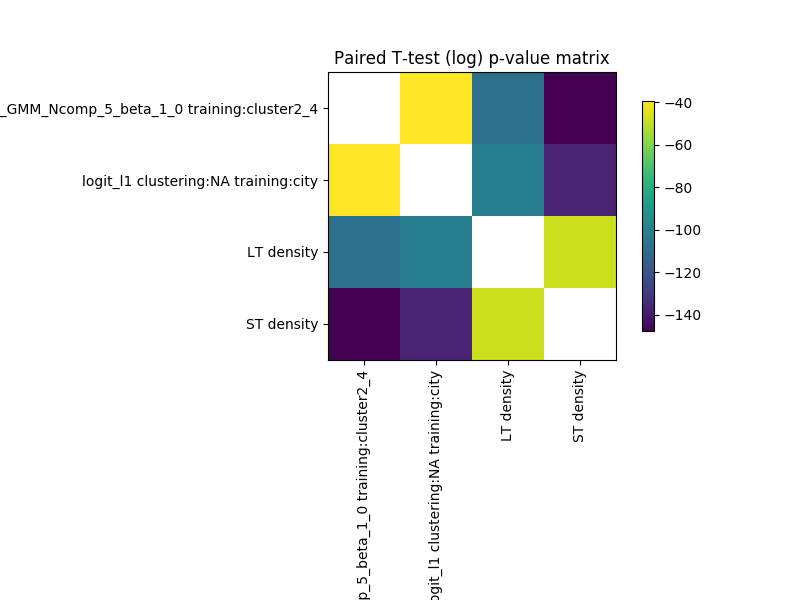 Paired T-test (log) p-value matrix
_GMM_Ncomp_5_beta_1_0 training:cluster2_4
logit_l1 clustering:NA training:city
LT density
ST density
−40
−60
−80
−100
−120
−140
p_5_beta_1_0 training:cluster2_4
ogit_l1 clustering:NA training:city
LT density
ST density